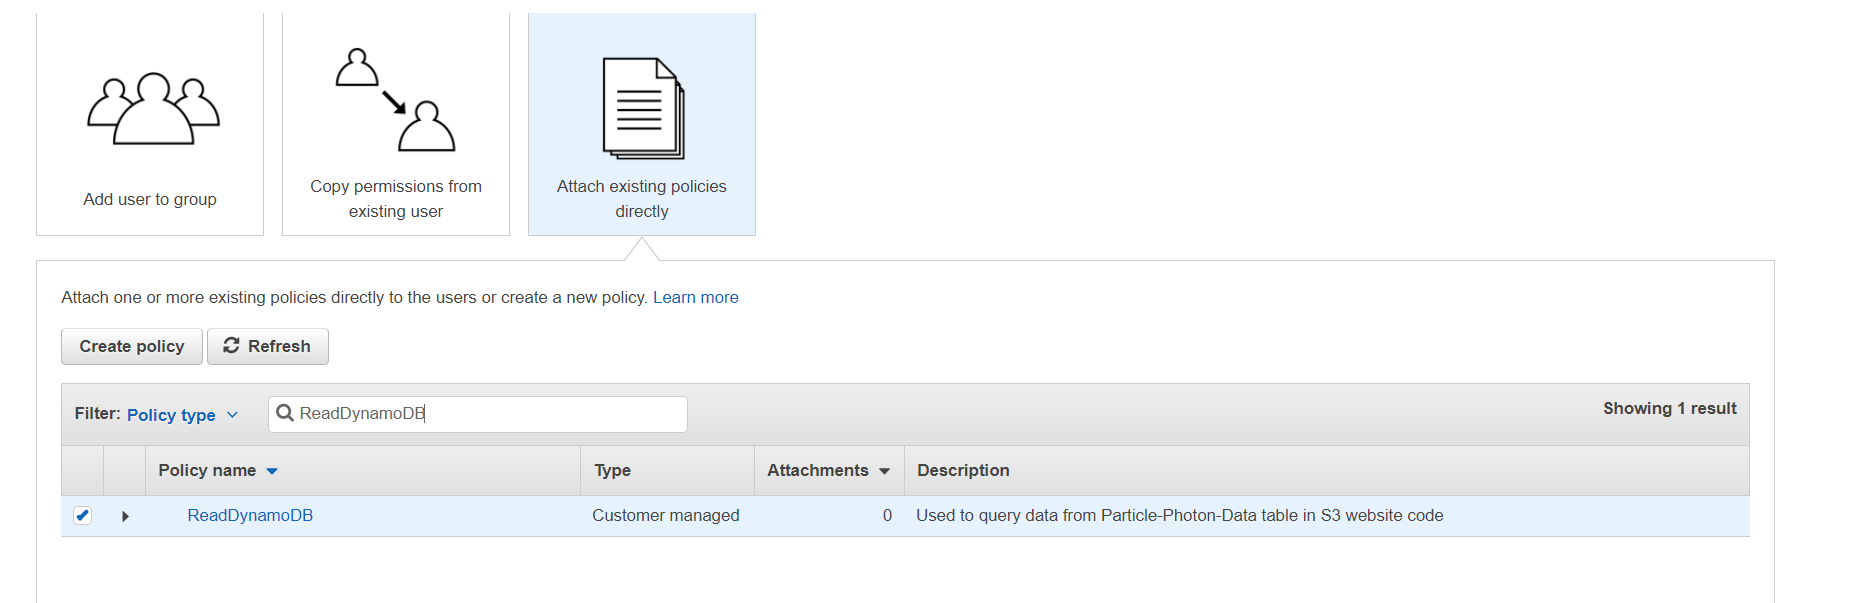 Add user to group
Copy permissions from
existing user
Attach existing policies
directly
Attach one or more existing policies directly to the users or create a new policy. Learn more
Create policy Refresh
Filter: Policy type ReadDynamoDB Showing 1 result
Policy name Type Attachments Description
ReadDynamoDB Customer managed 0 Used to query data from Particle-Photon-Data table in S3 website code